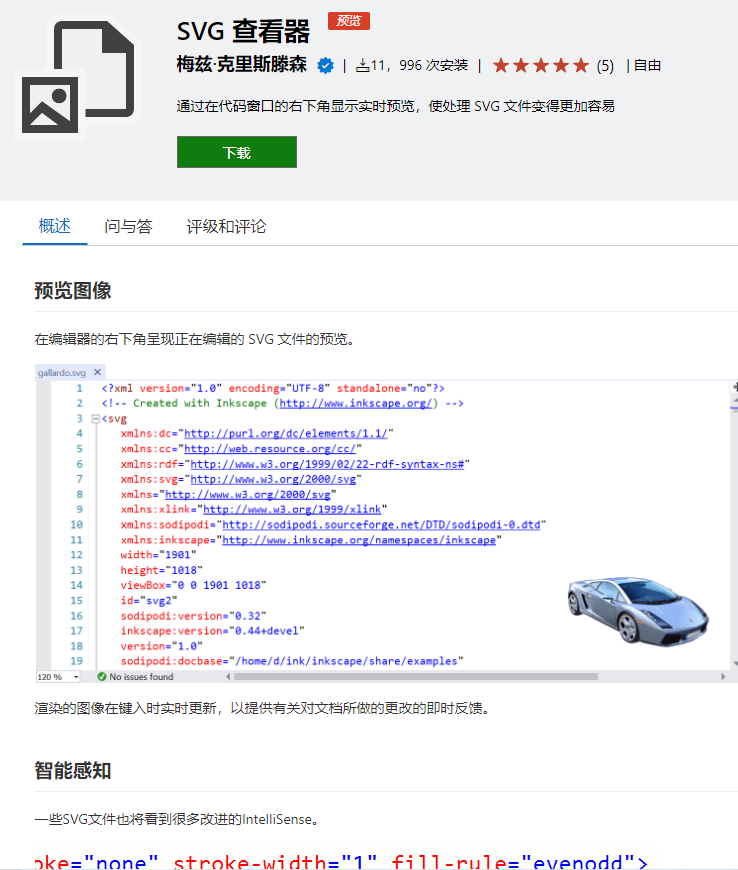 SVG 查看器 预览
梅兹·克里斯滕森 | 11，996 次安装 | (5) | 自由
通过在代码窗口的右下角显示实时预览，使处理 SVG 文件变得更加容易
下载
概述 问与答 评级和评论
预览图像
在编辑器的右下角呈现正在编辑的 SVG 文件的预览。
gallardo.svg ✕
1 <?xml version="1.0" encoding="UTF-8" standalone="no"?>
2 <!-- Created with Inkscape (http://www.inkscape.org/) -->
3 <svg
4 xmlns:dc="http://purl.org/dc/elements/1.1/"
5 xmlns:cc="http://web.resource.org/cc/"
6 xmlns:rdf="http://www.w3.org/1999/02/22-rdf-syntax-ns#"
7 xmlns:svg="http://www.w3.org/2000/svg"
8 xmlns="http://www.w3.org/2000/svg"
9 xmlns:xlink="http://www.w3.org/1999/xlink"
10 xmlns:sodipodi="http://sodipodi.sourceforge.net/DTD/sodipodi-0.dtd"
11 xmlns:inkscape="http://www.inkscape.org/namespaces/inkscape"
12 width="1901"
13 height="1018"
14 viewBox="0 0 1901 1018"
15 id="svg2"
16 sodipodi:version="0.32"
17 inkscape:version="0.44+devel"
18 version="1.0"
19 sodipodi:docbase="/home/d/ink/inkscape/share/examples"
120 % No issues found
渲染的图像在键入时实时更新，以提供有关对文档所做的更改的即时反馈。
智能感知
一些SVG文件也将看到很多改进的IntelliSense。
oke="none" stroke-width="1" fill-rule="evenodd">